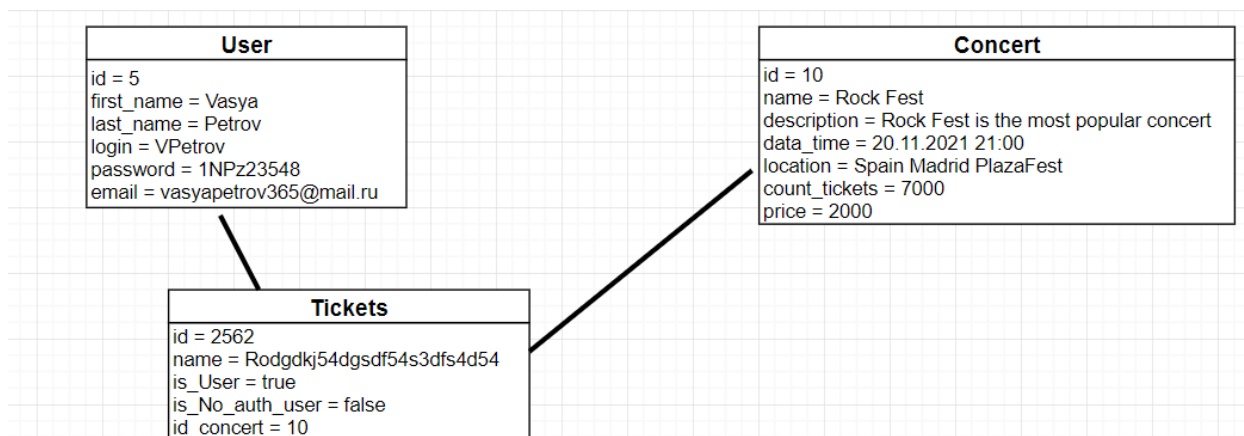 User
id = 5
first_name = Vasya
last_name = Petrov
login = VPetrov
password = 1NPz23548
email = vasyapetrov365@mail.ru
Concert
id = 10
name = Rock Fest
description = Rock Fest is the most popular concert
data_time = 20.11.2021 21:00
location = Spain Madrid PlazaFest
count_tickets = 7000
price = 2000
Tickets
id = 2562
name = Rodgdkj54dgsdf54s3dfs4d54
is_User = true
is_No_auth_user = false
id_concert = 10